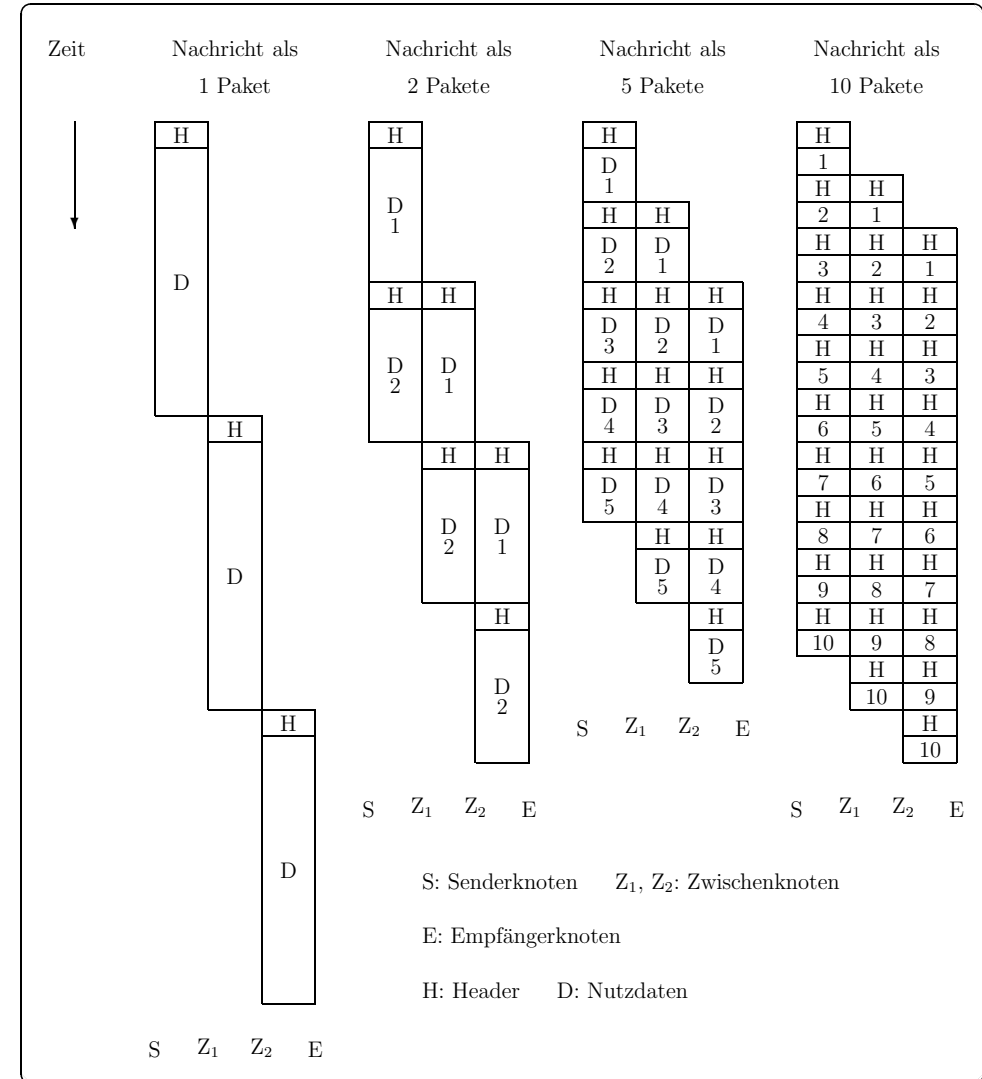 Zeit
Nachricht als
1 Paket
H
D
H
D
H
D
S Z₁ Z₂ E
Nachricht als
2 Pakete
H
D
1
H H
D D
2 1
H H
D D
2 1
H
D
2
S Z₁ Z₂ E
Nachricht als
5 Pakete
H
D
1
H H
D D
2 1
H H H
D D D
3 2 1
H H H
D D D
4 3 2
H H H
D D D
5 4 3
H H
D D
5 4
H
D
5
S Z₁ Z₂ E
Nachricht als
10 Pakete
H
1
H H
2 1
H H H
3 2 1
H H H
4 3 2
H H H
5 4 3
H H H
6 5 4
H H H
7 6 5
H H H
8 7 6
H H H
9 8 7
H H H
10 9 8
H H
10 9
H
10
S Z₁ Z₂ E
S: Senderknoten Z₁, Z₂: Zwischenknoten
E: Empfängerknoten
H: Header D: Nutzdaten